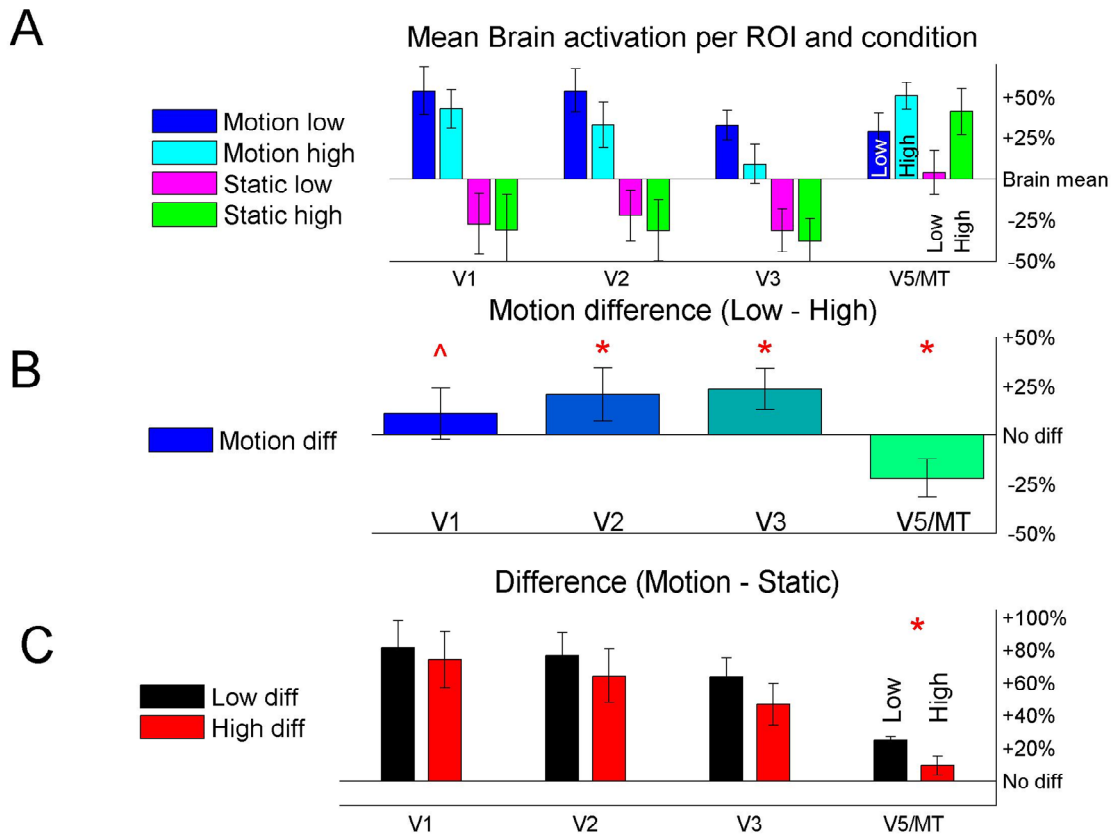 A
Mean Brain activation per ROI and condition
Motion low
Motion high
Static low
Static high
+50%
+25%
Brain mean
-25%
-50%
Low
High
Low
High
V1 V2 V3 V5/MT
Motion difference (Low - High)
B
Motion diff
^ * * *
+50%
+25%
No diff
-25%
-50%
V1 V2 V3 V5/MT
Difference (Motion - Static)
C
Low diff
High diff
*
Low
High
+100%
+80%
+60%
+40%
+20%
No diff
V1 V2 V3 V5/MT